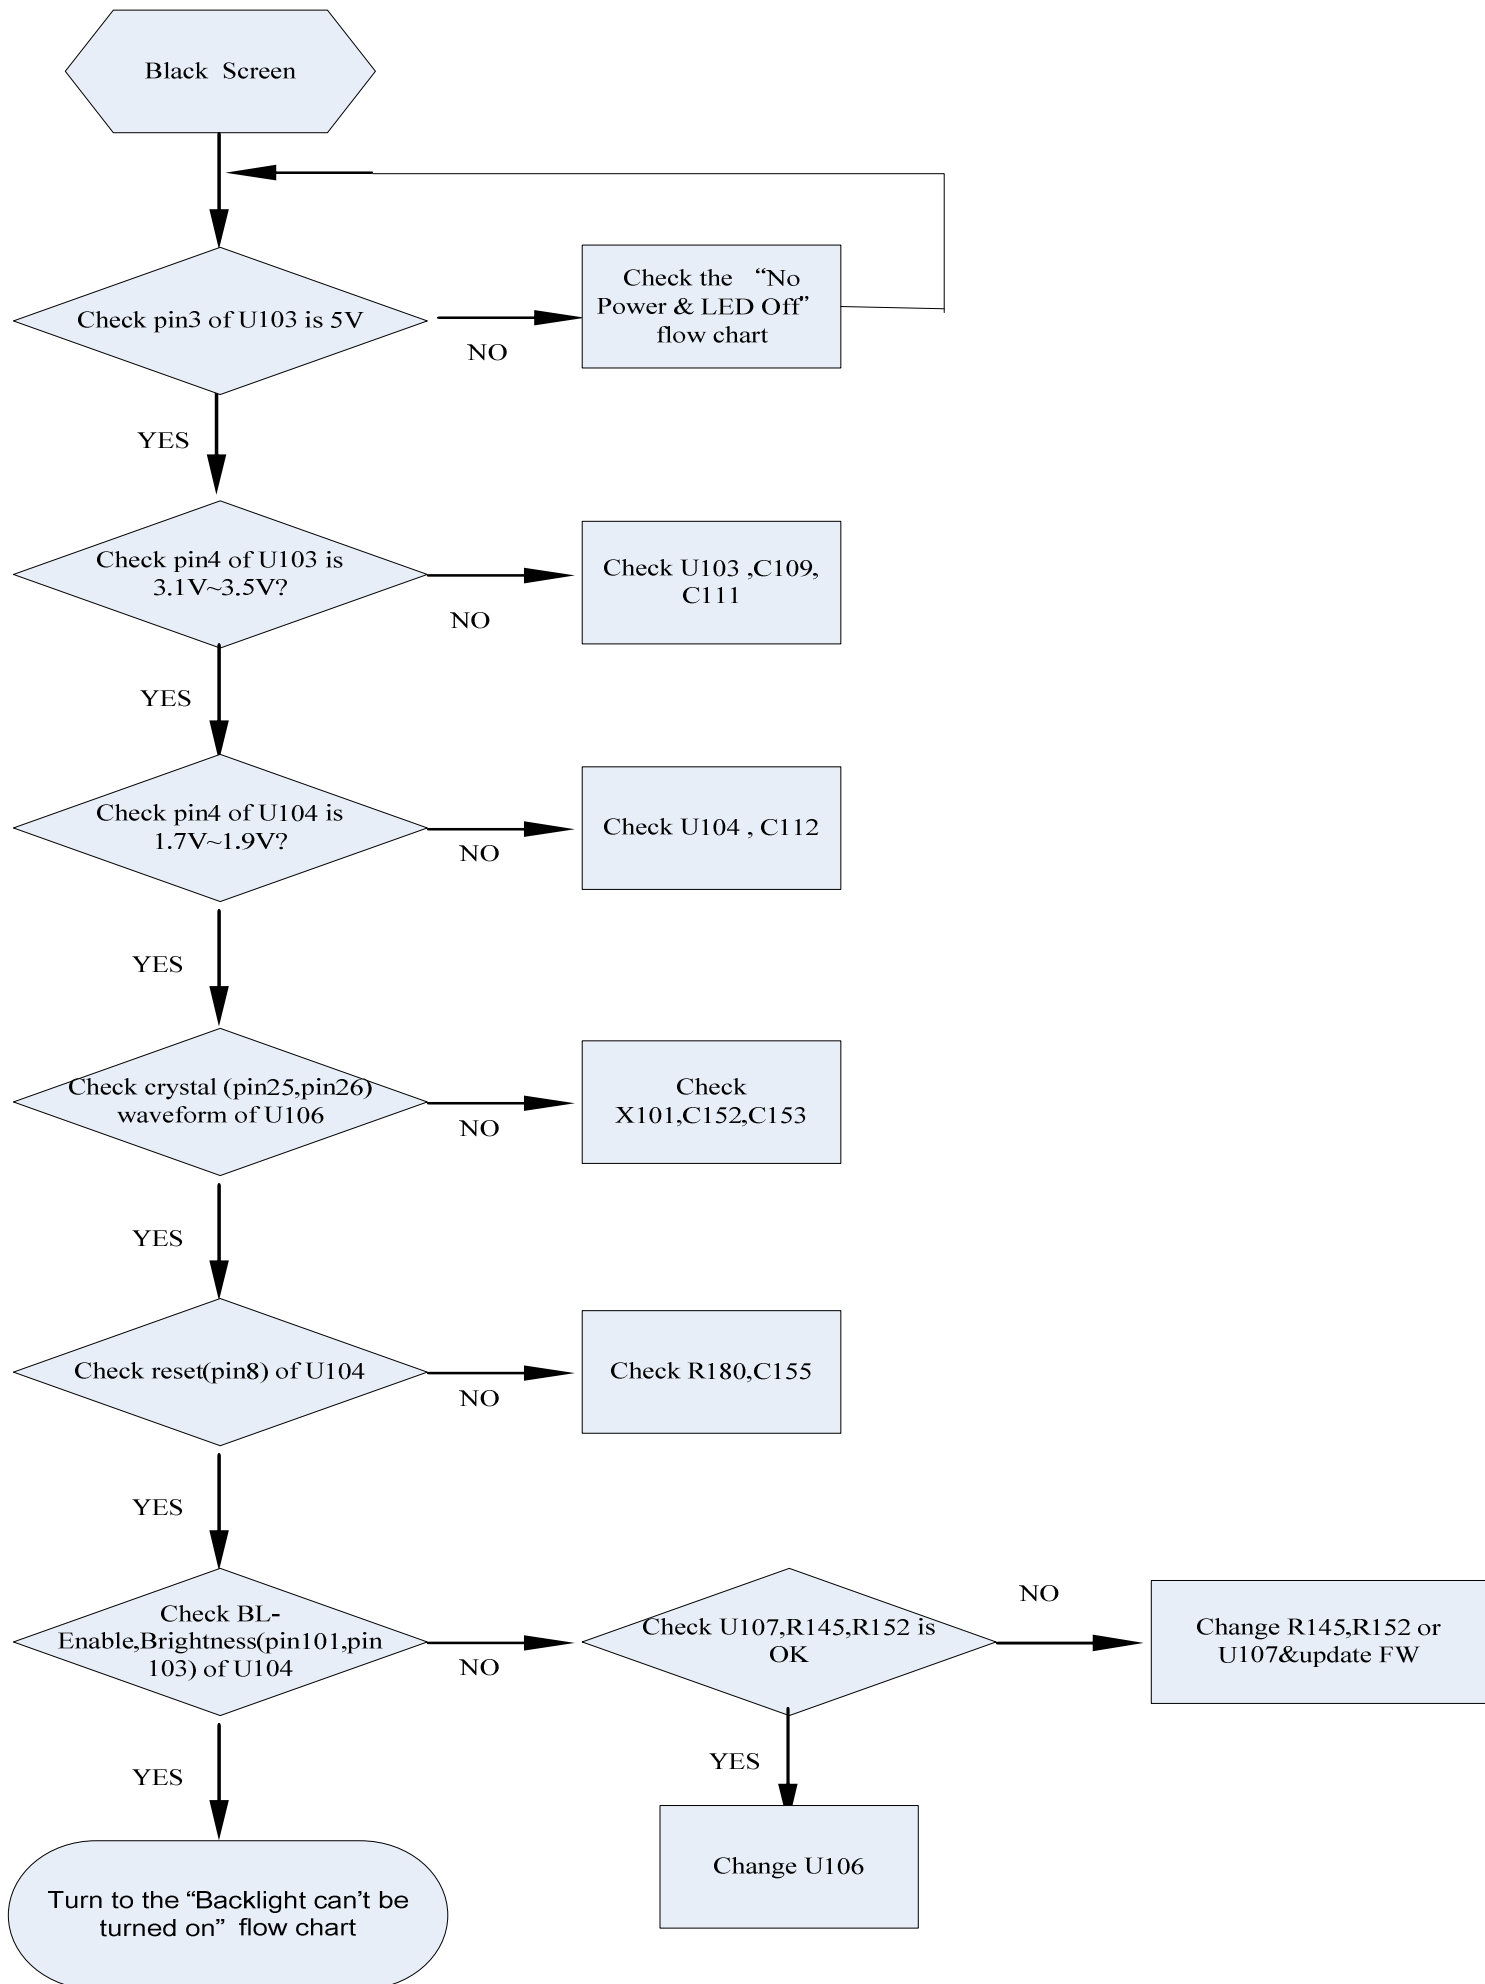 Black Screen
Check pin3 of U103 is 5V
NO
Check the “No
Power & LED Off”
flow chart
YES
Check pin4 of U103 is
3.1V~3.5V?
NO
Check U103 ,C109,
C111
YES
Check pin4 of U104 is
1.7V~1.9V?
NO
Check U104 , C112
YES
Check crystal (pin25,pin26)
waveform of U106
NO
Check
X101,C152,C153
YES
Check reset(pin8) of U104
NO
Check R180,C155
YES
Check BL-
Enable,Brightness(pin101,pin
103) of U104
NO
Check U107,R145,R152 is
OK
NO
Change R145,R152 or
U107&update FW
YES
Change U106
YES
Turn to the “Backlight can’t be
turned on” flow chart